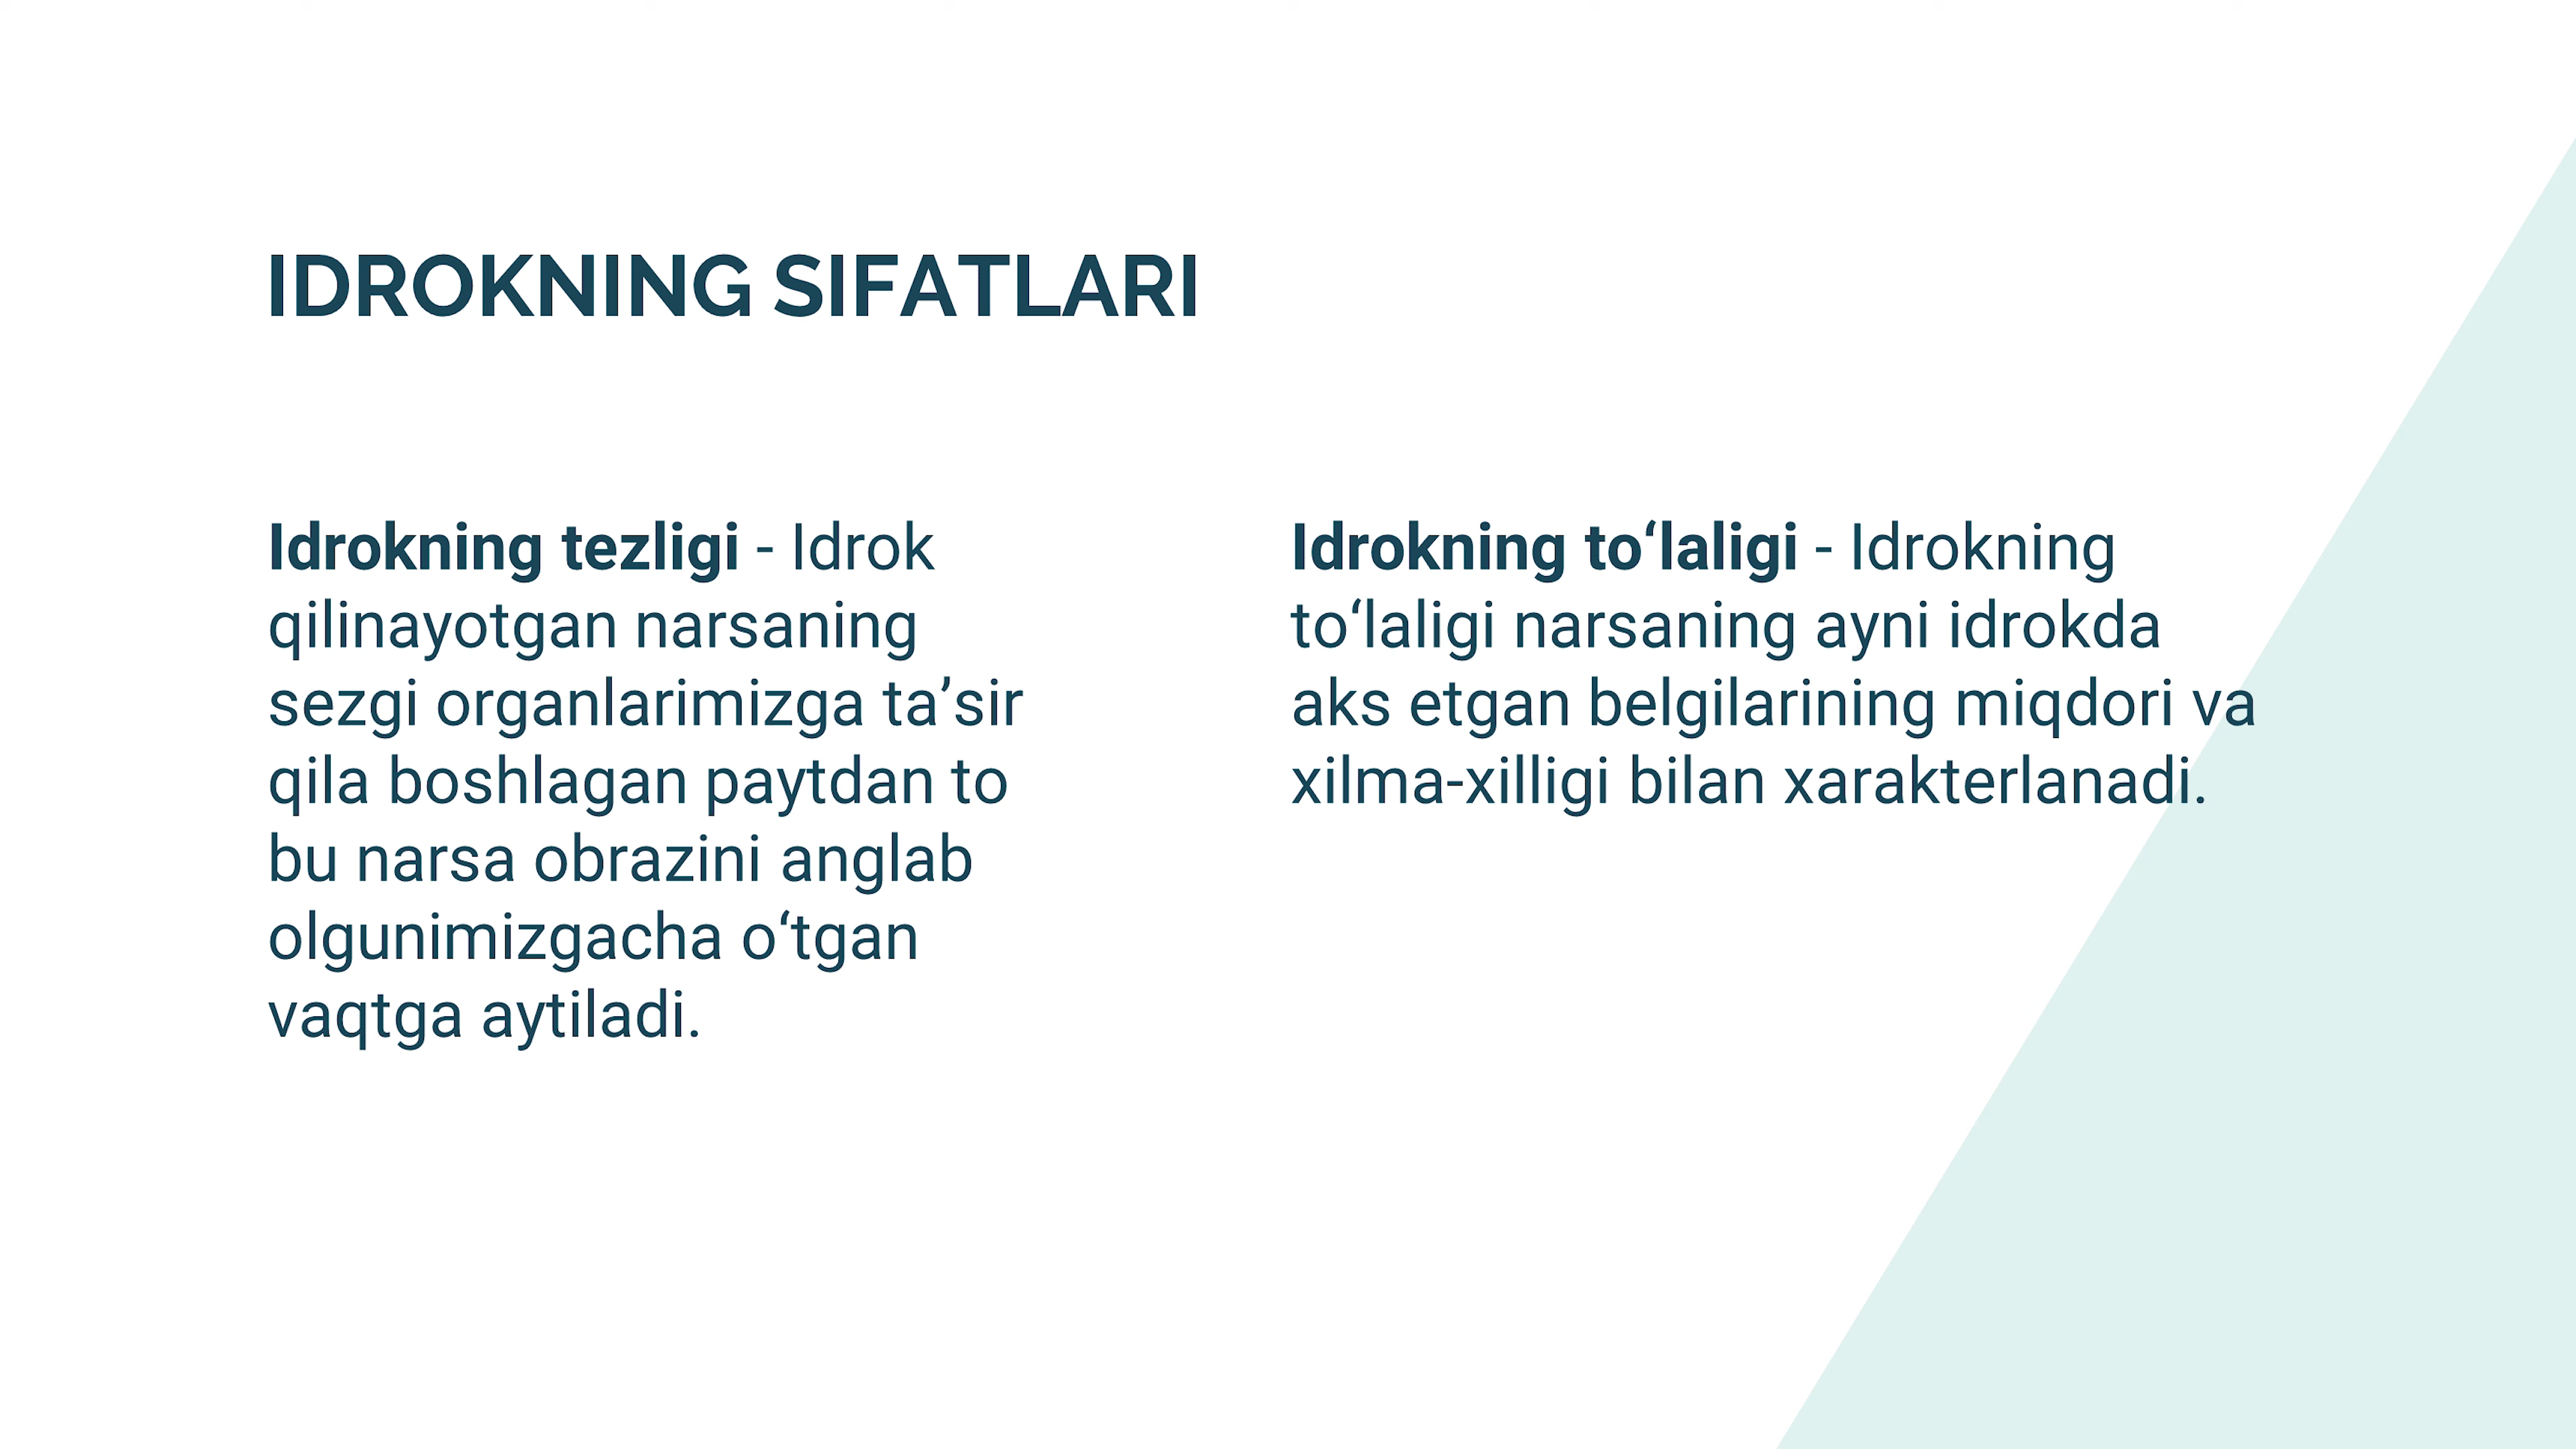 IDROKNING SIFATLARI
Idrokning tezligi - Idrok
qilinayotgan narsaning
sezgi organlarimizga ta’sir
qila boshlagan paytdan to
bu narsa obrazini anglab
olgunimizgacha o‘tgan
vaqtga aytiladi.
Idrokning to‘laligi - Idrokning
to‘laligi narsaning ayni idrokda
aks etgan belgilarining miqdori va
xilma-xilligi bilan xarakterlanadi.